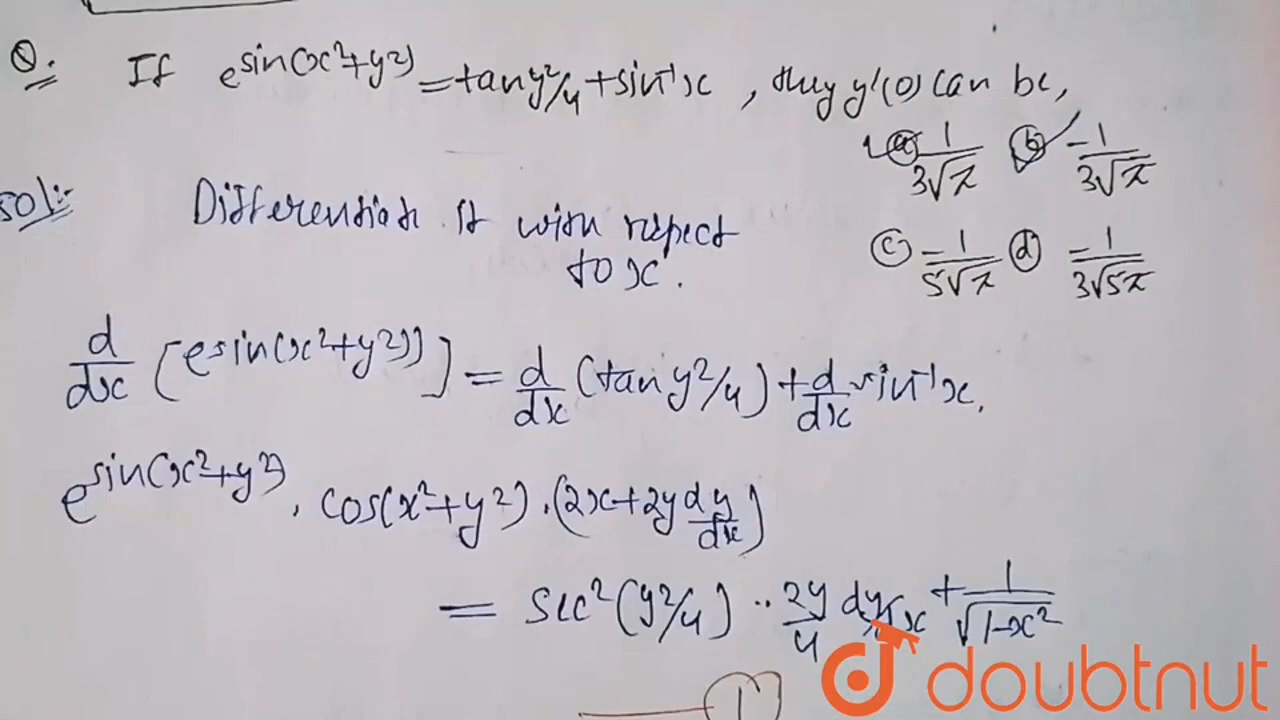 Q. If e^sin(x²+y²) = tan y²/4 + sin⁻¹x , they y'(0) can be,
(a) 1/3√π (b) -1/3√π
(c) -1/5√π (d) -1/3√5π
Sol:- Differentiate it with respect
to x.
d/dx [e^sin(x²+y²)] = d/dx (tan y²/4) + d/dx sin⁻¹x.
e^sin(x²+y²) . cos(x²+y²) . (2x+2y dy/dx)
= sec²(y²/4) .. 2y/4 dy/dx + 1/√1-x²
1
doubtnut